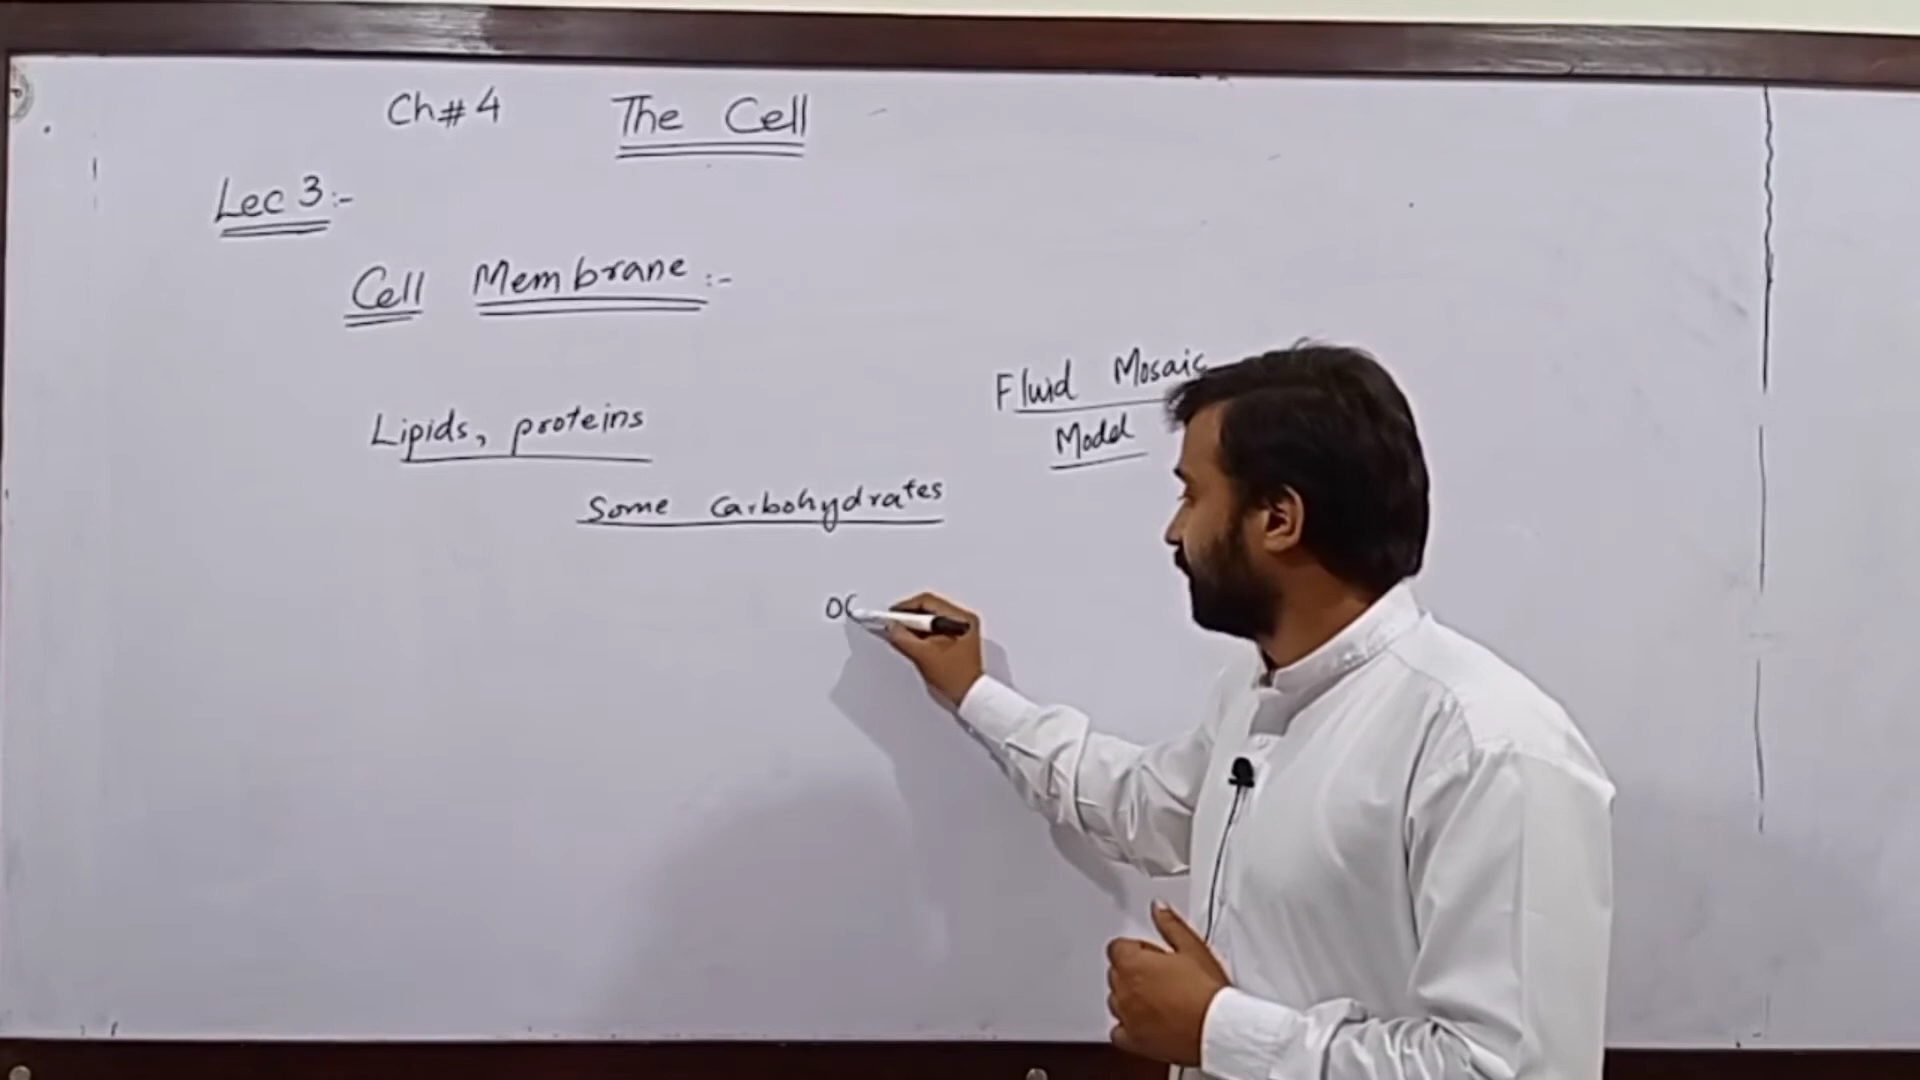 Ch#4 The Cell
Lec 3:-
Cell Membrane:-
Fluid Mosaic
Model
Lipids, proteins
Some Carbohydrates